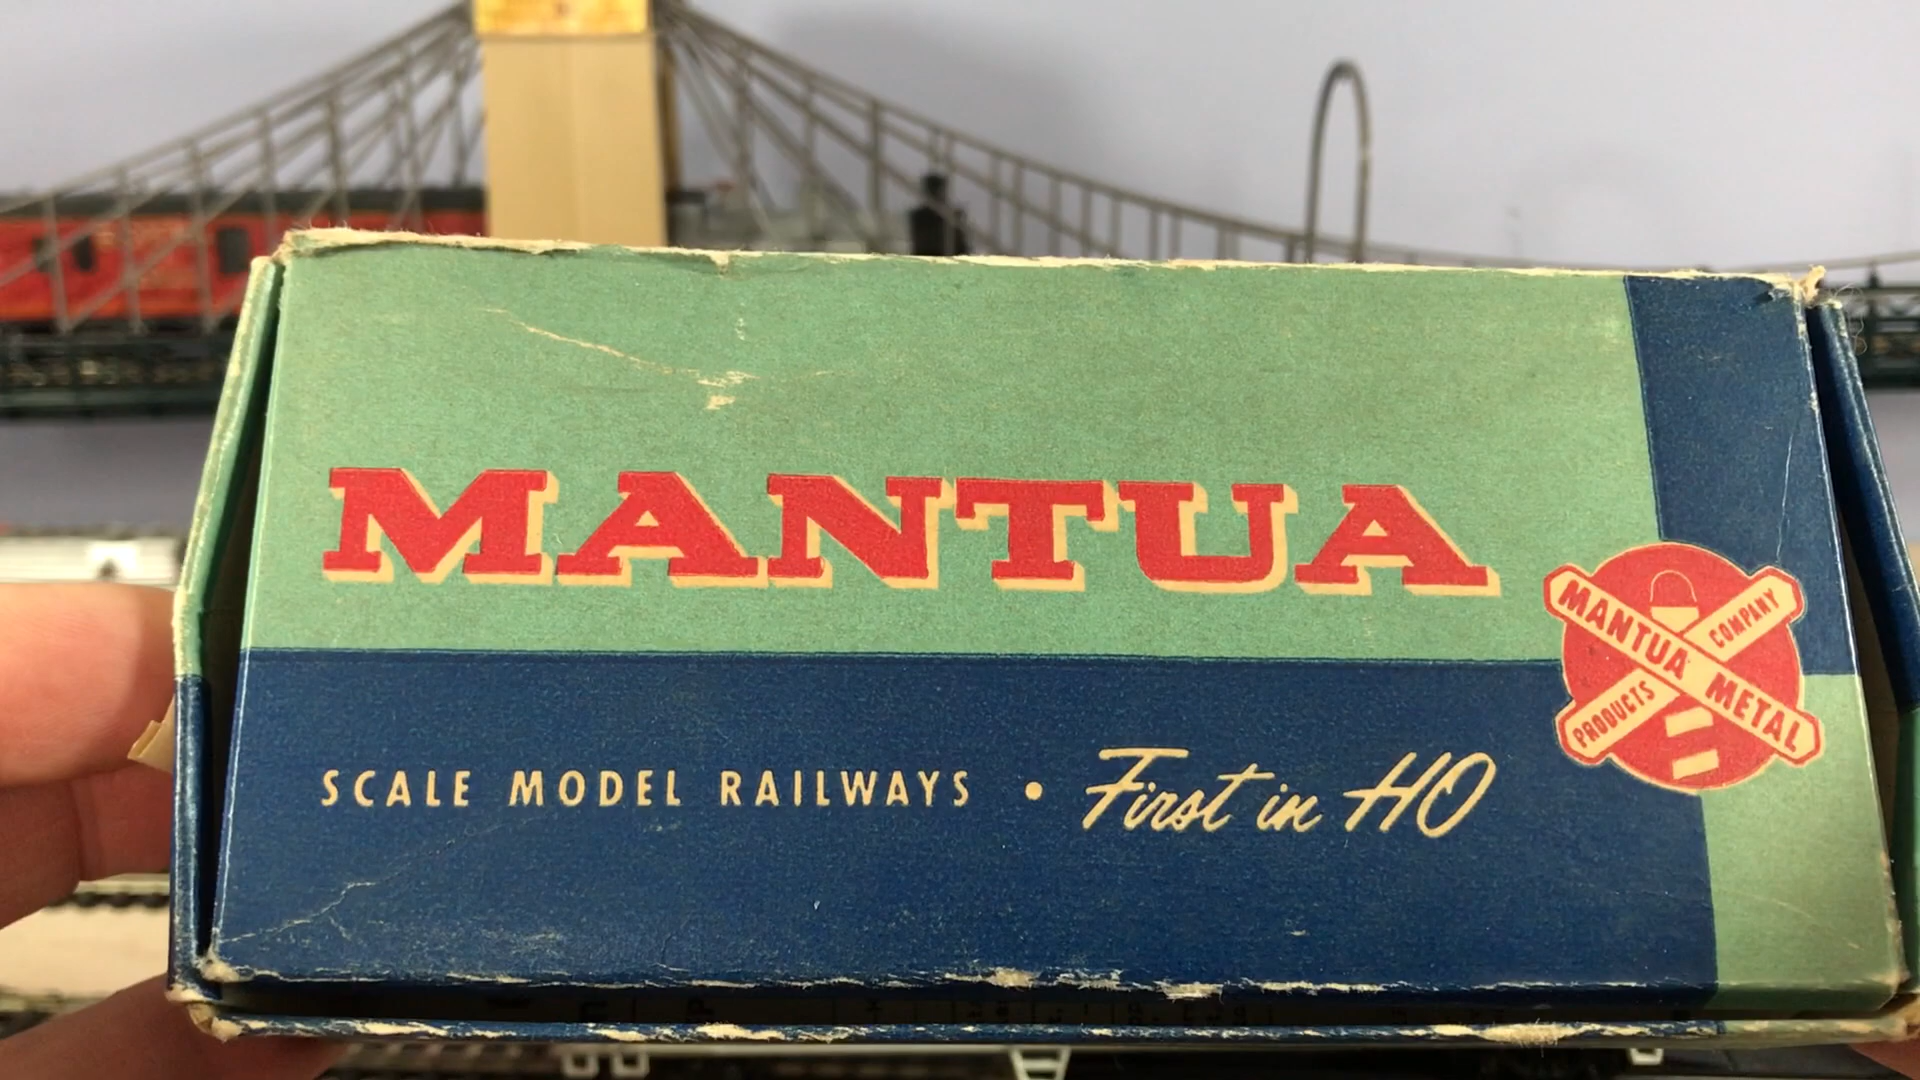 MANTUA
SCALE MODEL RAILWAYS • First in HO
MANTUA METAL
PRODUCTS COMPANY